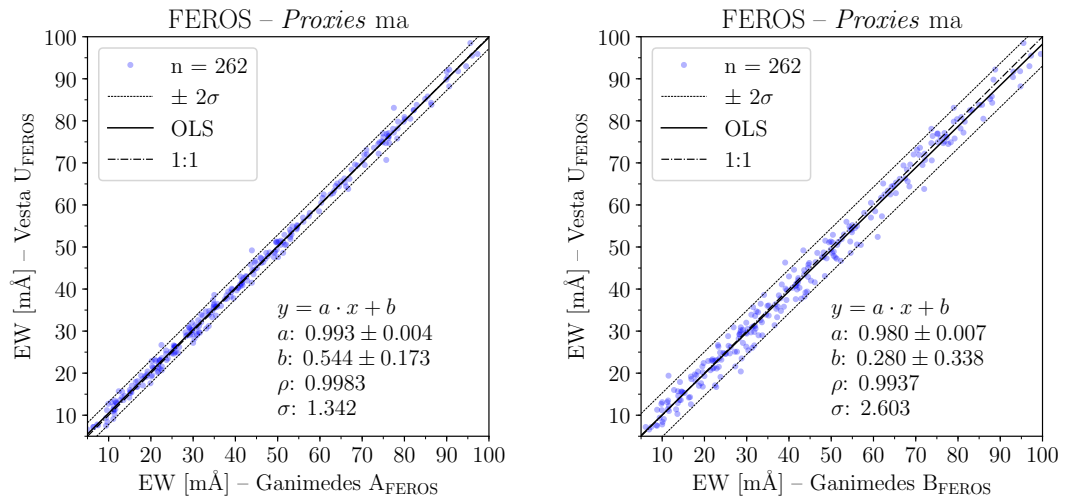 FEROS – Proxies ma
100
90
80
70
60
50
40
30
20
10
EW [mÅ] – Vesta U_FEROS
n = 262
± 2σ
OLS
1:1
y = a · x + b
a: 0.993 ± 0.004
b: 0.544 ± 0.173
ρ: 0.9983
σ: 1.342
10 20 30 40 50 60 70 80 90 100
EW [mÅ] – Ganimedes A_FEROS
FEROS – Proxies ma
100
90
80
70
60
50
40
30
20
10
EW [mÅ] – Vesta U_FEROS
n = 262
± 2σ
OLS
1:1
y = a · x + b
a: 0.980 ± 0.007
b: 0.280 ± 0.338
ρ: 0.9937
σ: 2.603
10 20 30 40 50 60 70 80 90 100
EW [mÅ] – Ganimedes B_FEROS